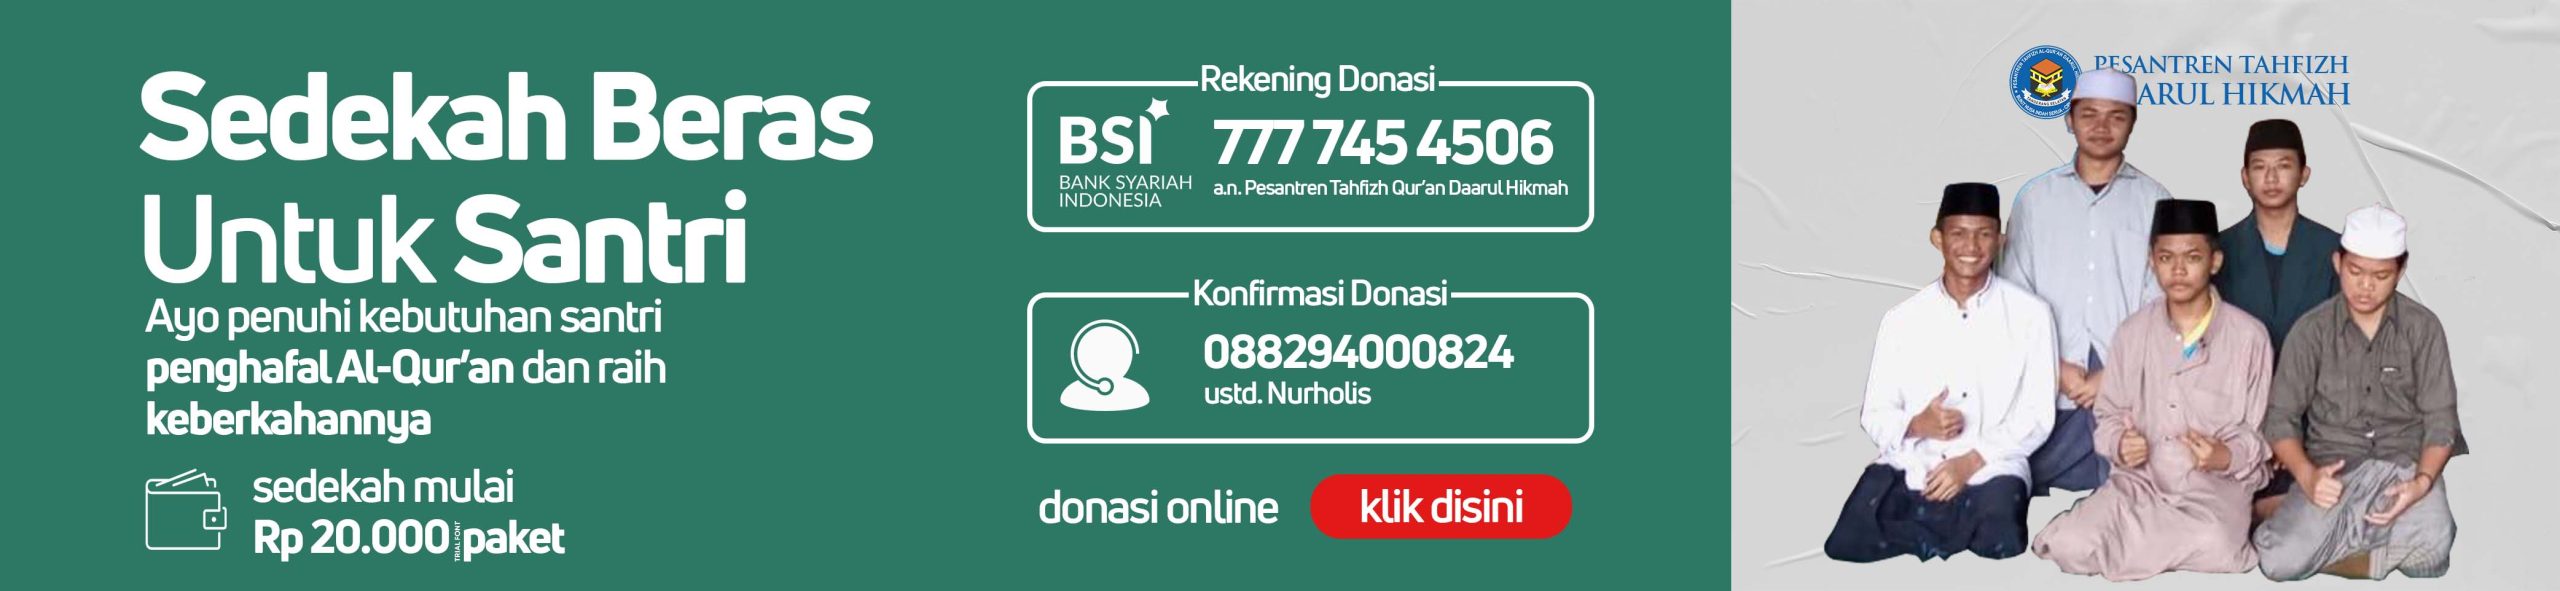 Sedekah Beras
Untuk Santri
Ayo penuhi kebutuhan santri
penghafal Al-Qur'an dan raih
keberkahannya
sedekah mulai
Rp 20.000
TRIAL FONT
paket
Rekening Donasi
BSI
BANK SYARIAH
INDONESIA
777 745 4506
a.n. Pesantren Tahfizh Qur'an Daarul Hikmah
Konfirmasi Donasi
088294000824
ustd. Nurholis
donasi online
klik disini
PESANTREN TAHFIZH
ARUL HIKMAH